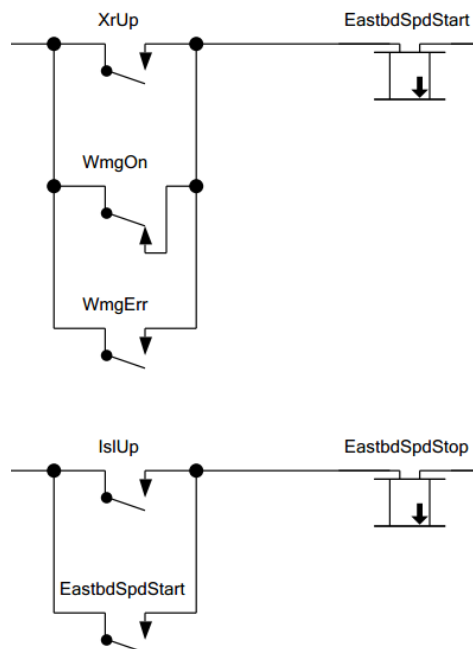 XrUp
EastbdSpdStart
WmgOn
WmgErr
IslUp
EastbdSpdStop
EastbdSpdStart